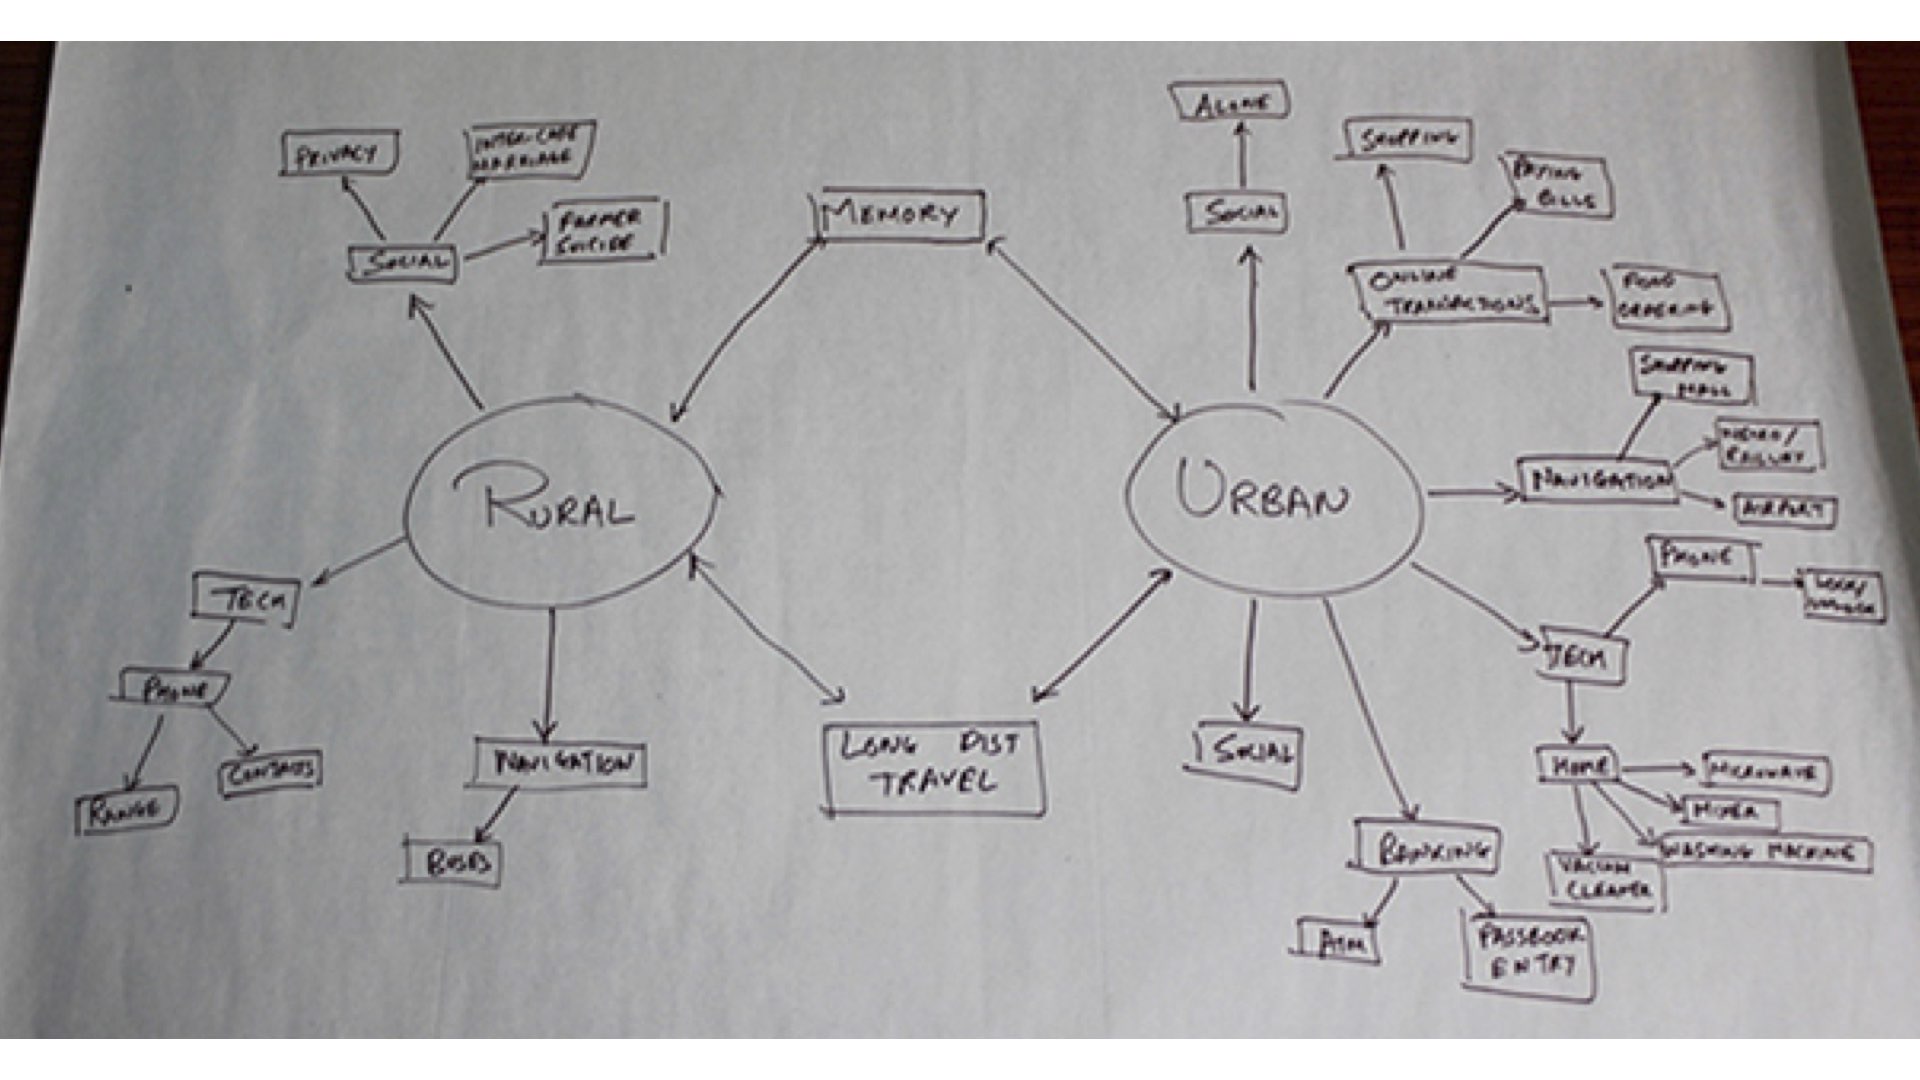 ALONE
SHOPPING
PRIVACY
INTER-CASTE
MARRIAGE
PAYING
BILLS
MEMORY
SOCIAL
FARMER
SUICIDE
SOCIAL
ONLINE
TRANSACTIONS
FOOD
ORDERING
SHOPPING
MALL
METRO/
RAILWAY
NAVIGATION
AIRPORT
RURAL
URBAN
PHONE
LOCK/
UNLOCK
TECH
TECH
PHONE
LONG DIST
TRAVEL
SOCIAL
NAVIGATION
HOME
MICROWAVE
CONTACTS
RANGE
MIXER
BUSES
BANKING
WASHING MACHINE
VACUUM
CLEANER
ATM
PASSBOOK
ENTRY